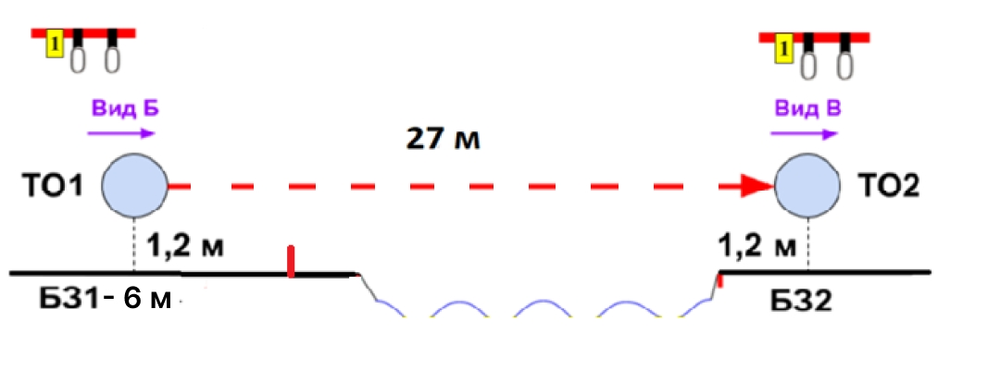 1
1
Вид Б
Вид В
27 м
ТО1
ТО2
1,2 м
1,2 м
БЗ1- 6 м
БЗ2